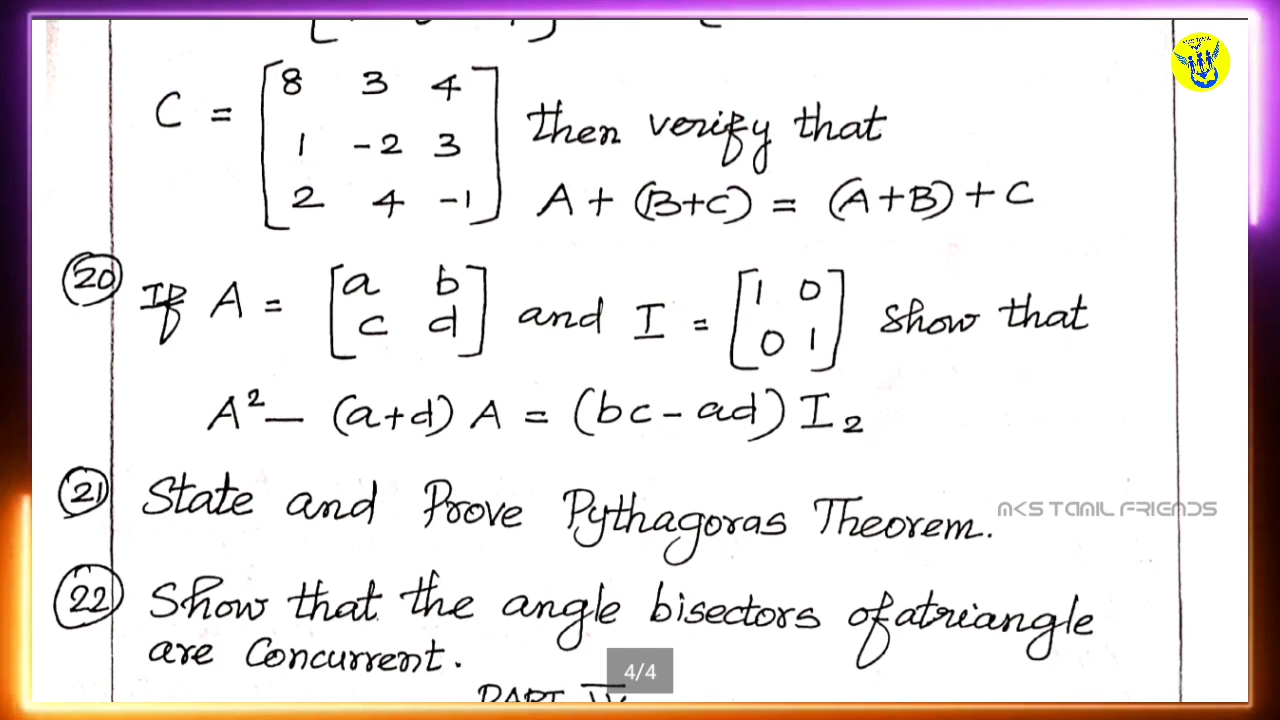 C = [8 3 4
1 -2 3
2 4 -1] then verify that
A + (B+C) = (A+B) + C
20 If A = [a b
c d] and I = [1 0
0 1] show that
A² — (a+d) A = (bc - ad) I₂
21 State and Prove Pythagoras Theorem.
MKS TAMIL FRIENDS
22 Show that the angle bisectors of a triangle
are Concurrent.
4/4
PART IV